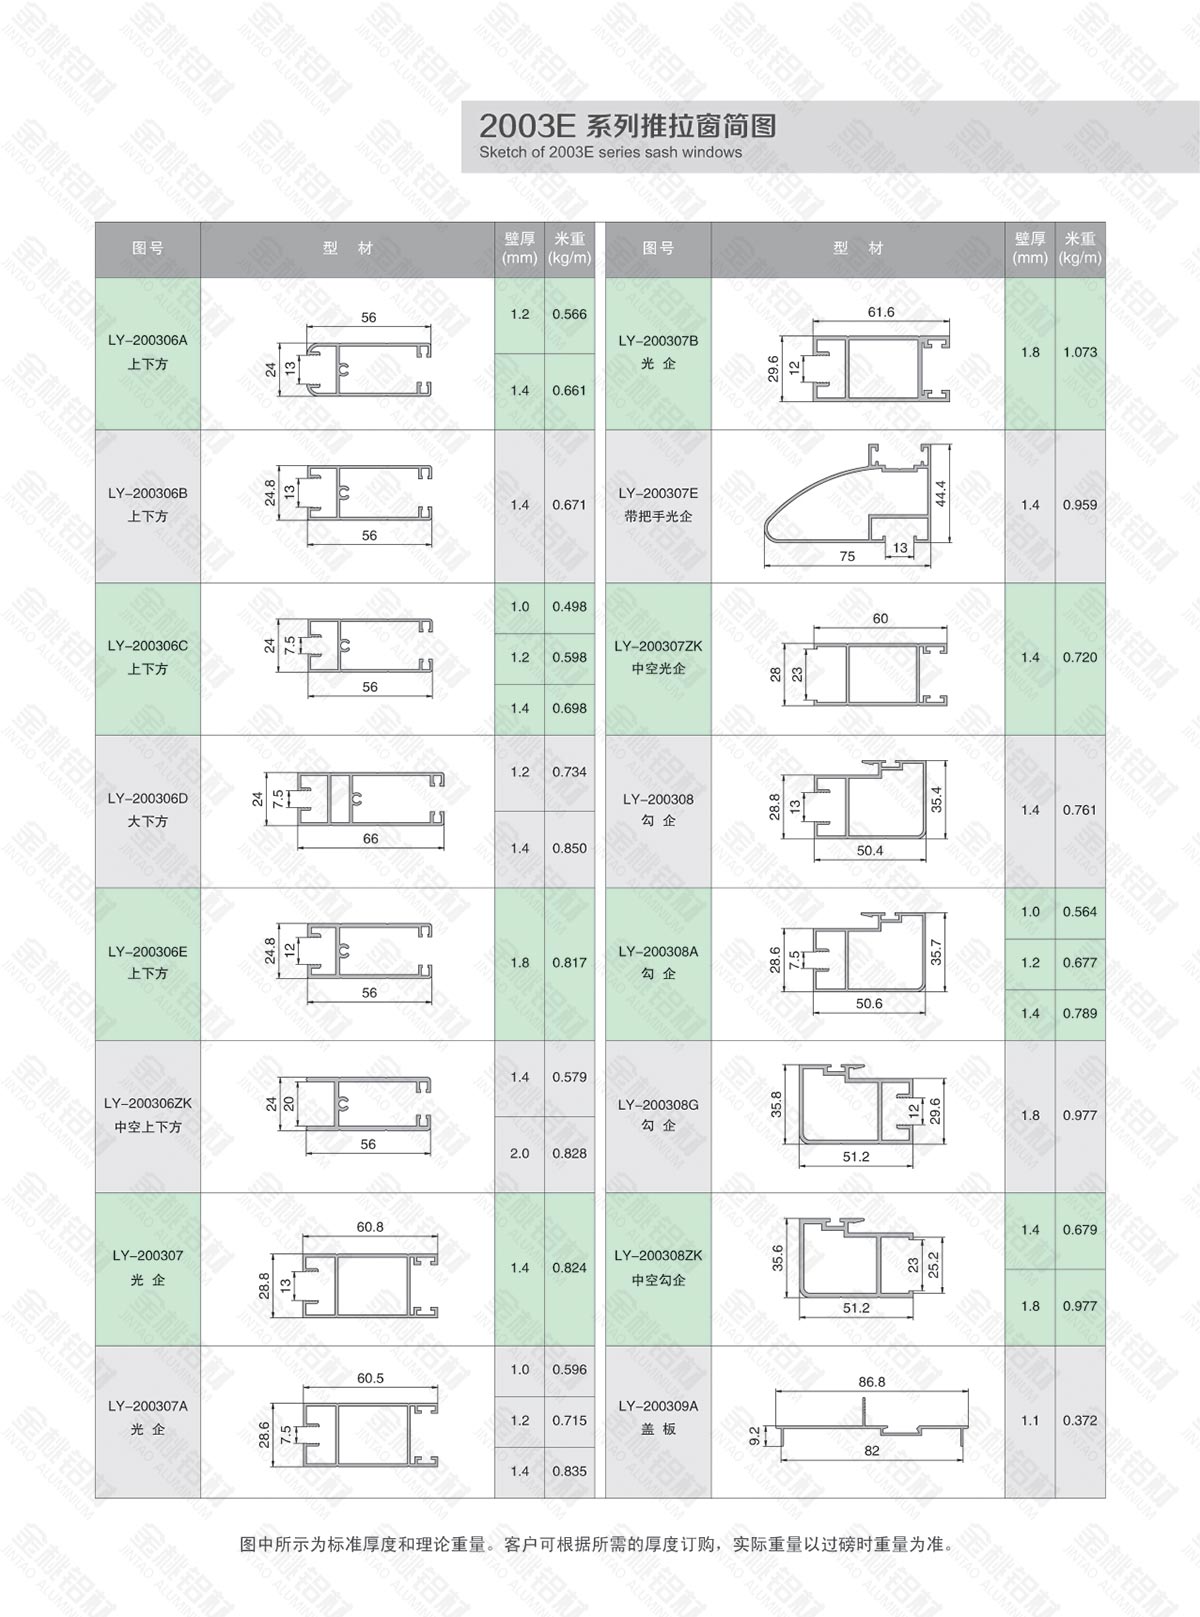 2003E 系列推拉窗简图
Sketch of 2003E series sash windows
图号 型 材 壁厚(mm) 米重(kg/m)
LY-200306A
上下方
56
24
13
1.2 0.566
1.4 0.661
LY-200306B
上下方
24.8
13
56
1.4 0.671
LY-200306C
上下方
24
7.5
56
1.0 0.498
1.2 0.598
1.4 0.698
LY-200306D
大下方
24
7.5
66
1.2 0.734
1.4 0.850
LY-200306E
上下方
24.8
12
56
1.8 0.817
LY-200306ZK
中空上下方
24
20
56
1.4 0.579
2.0 0.828
LY-200307
光 企
60.8
28.8
13
1.4 0.824
LY-200307A
光 企
60.5
28.6
7.5
1.0 0.596
1.2 0.715
1.4 0.835
图号 型 材 壁厚(mm) 米重(kg/m)
LY-200307B
光 企
61.6
29.6
12
1.8 1.073
LY-200307E
带把手光企
44.4
13
75
1.4 0.959
LY-200307ZK
中空光企
60
28
23
1.4 0.720
LY-200308
勾 企
28.8
13
35.4
50.4
1.4 0.761
LY-200308A
勾 企
28.6
7.5
35.7
50.6
1.0 0.564
1.2 0.677
1.4 0.789
LY-200308G
勾 企
35.8
12
29.6
51.2
1.8 0.977
LY-200308ZK
中空勾企
35.6
23
25.2
51.2
1.4 0.679
1.8 0.977
LY-200309A
盖 板
86.8
9.2
82
1.1 0.372
图中所示为标准厚度和理论重量。客户可根据所需的厚度订购，实际重量以过磅时重量为准。
金桃铝材
JINTAO ALUMINIUM